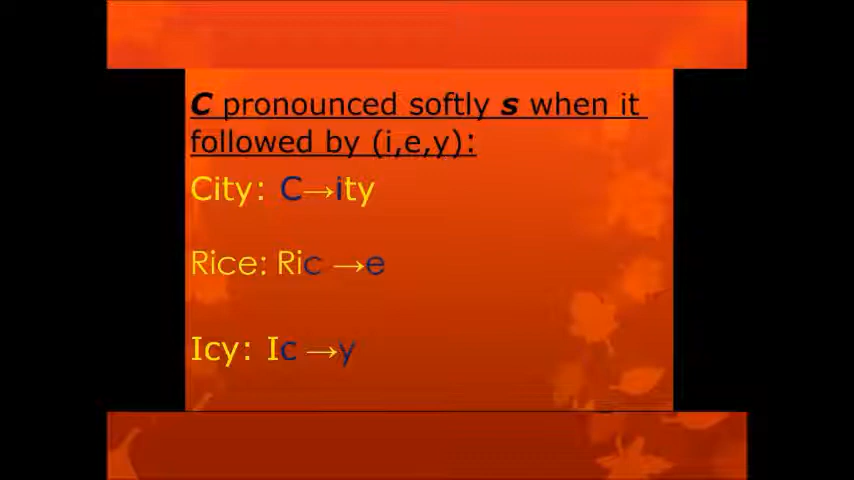 C pronounced softly s when it
followed by (i,e,y):
City: C→ity
Rice: Ric →e
Icy: Ic →y